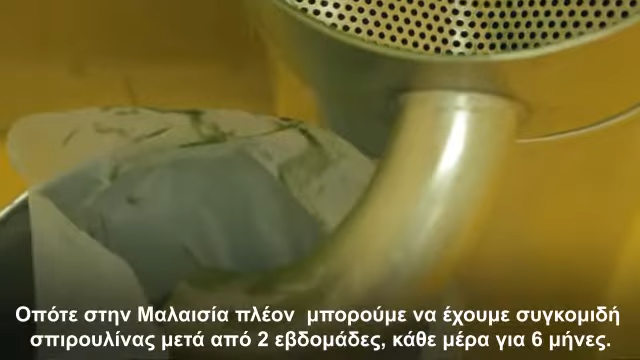 Οπότε στην Μαλαισία πλέον  μπορούμε να έχουμε συγκομιδή
σπιρουλίνας μετά από 2 εβδομάδες, κάθε μέρα για 6 μήνες.